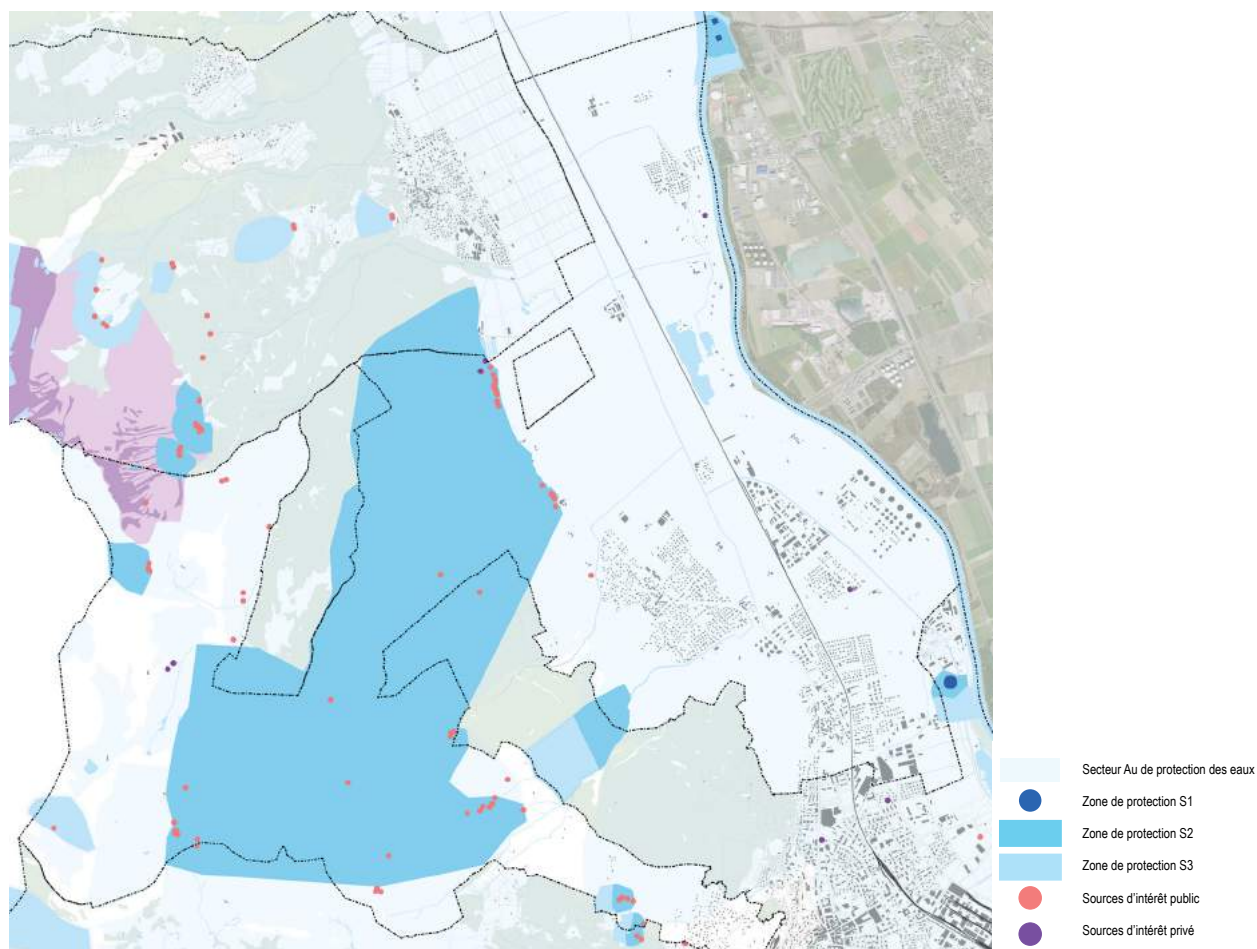 Secteur Au de protection des eaux
Zone de protection S1
Zone de protection S2
Zone de protection S3
Sources d'intérêt public
Sources d'intérêt privé